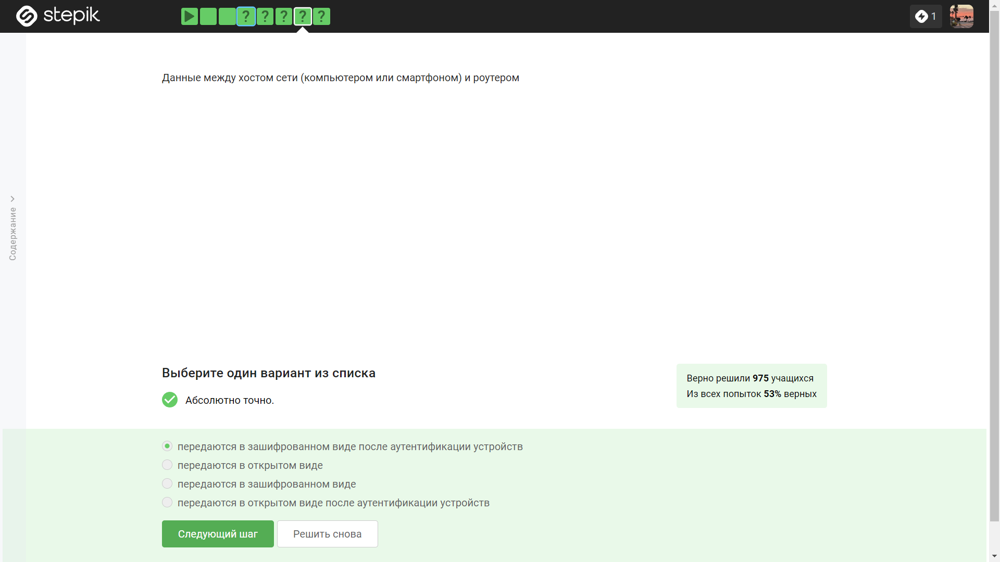 stepik
? ? ? ? ?
1
Содержание
Данные между хостом сети (компьютером или смартфоном) и роутером
Выберите один вариант из списка
Абсолютно точно.
Верно решили 975 учащихся
Из всех попыток 53% верных
передаются в зашифрованном виде после аутентификации устройств
передаются в открытом виде
передаются в зашифрованном виде
передаются в открытом виде после аутентификации устройств
Следующий шаг
Решить снова